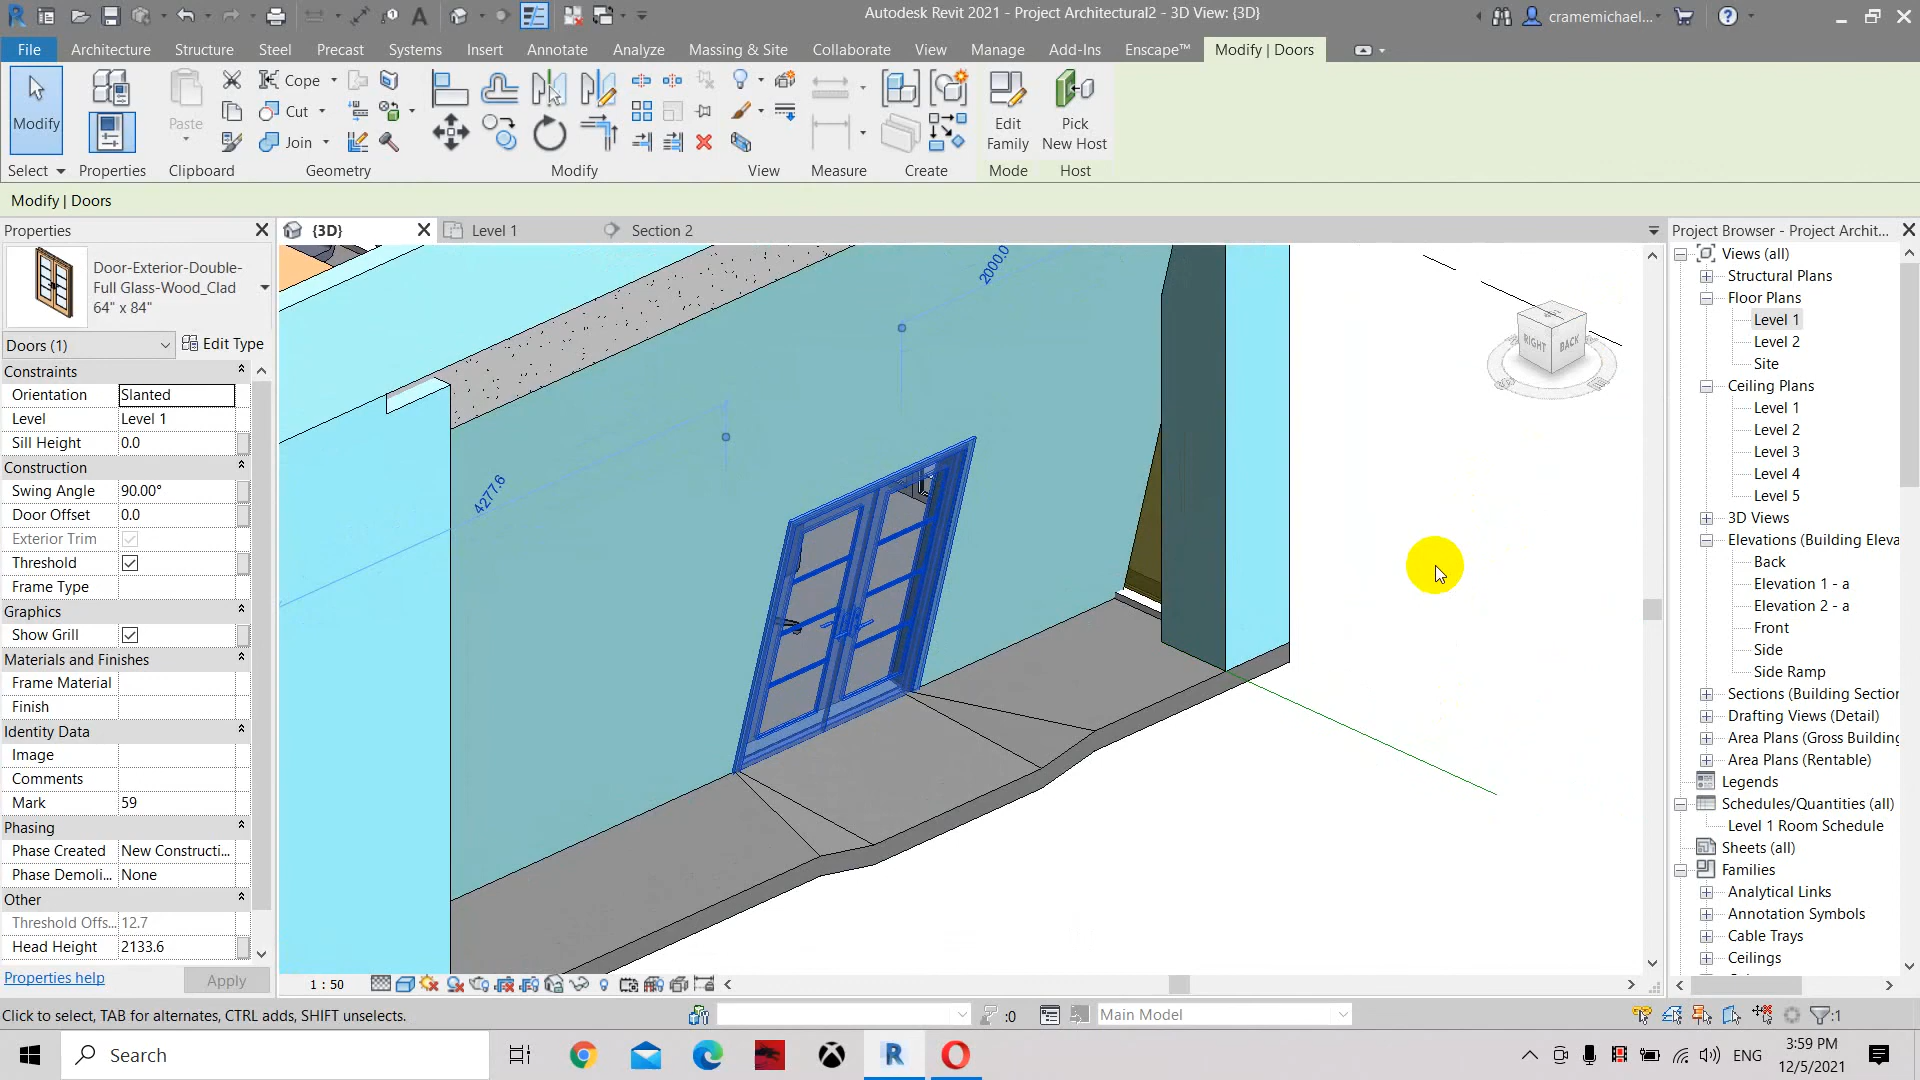 Autodesk Revit 2021 - Project Architectural2 - 3D View: {3D}
cramemichael...
File Architecture Structure Steel Precast Systems Insert Annotate Analyze Massing & Site Collaborate View Manage Add-Ins Enscape™ Modify | Doors
Modify
Paste
Cope
Cut
Join
Edit Family
Pick New Host
Select Properties Clipboard Geometry Modify View Measure Create Mode Host
Modify | Doors
Properties
{3D}
Level 1
Section 2
Project Browser - Project Archit...
Door-Exterior-Double-
Full Glass-Wood_Clad
64" x 84"
Doors (1)
Edit Type
Constraints
Orientation Slanted
Level Level 1
Sill Height 0.0
Construction
Swing Angle 90.00°
Door Offset 0.0
Exterior Trim
Threshold
Frame Type
Graphics
Show Grill
Materials and Finishes
Frame Material
Finish
Identity Data
Image
Comments
Mark 59
Phasing
Phase Created New Constructi...
Phase Demoli... None
Other
Threshold Offs... 12.7
Head Height 2133.6
Properties help
Apply
2000.0
4277.6
RIGHT
BACK
Views (all)
Structural Plans
Floor Plans
Level 1
Level 2
Site
Ceiling Plans
Level 1
Level 2
Level 3
Level 4
Level 5
3D Views
Elevations (Building Eleva
Back
Elevation 1 - a
Elevation 2 - a
Front
Side
Side Ramp
Sections (Building Section
Drafting Views (Detail)
Area Plans (Gross Building
Area Plans (Rentable)
Legends
Schedules/Quantities (all)
Level 1 Room Schedule
Sheets (all)
Families
Analytical Links
Annotation Symbols
Cable Trays
Ceilings
1 : 50
Click to select, TAB for alternates, CTRL adds, SHIFT unselects.
:0
Main Model
:1
Search
ENG
3:59 PM
12/5/2021